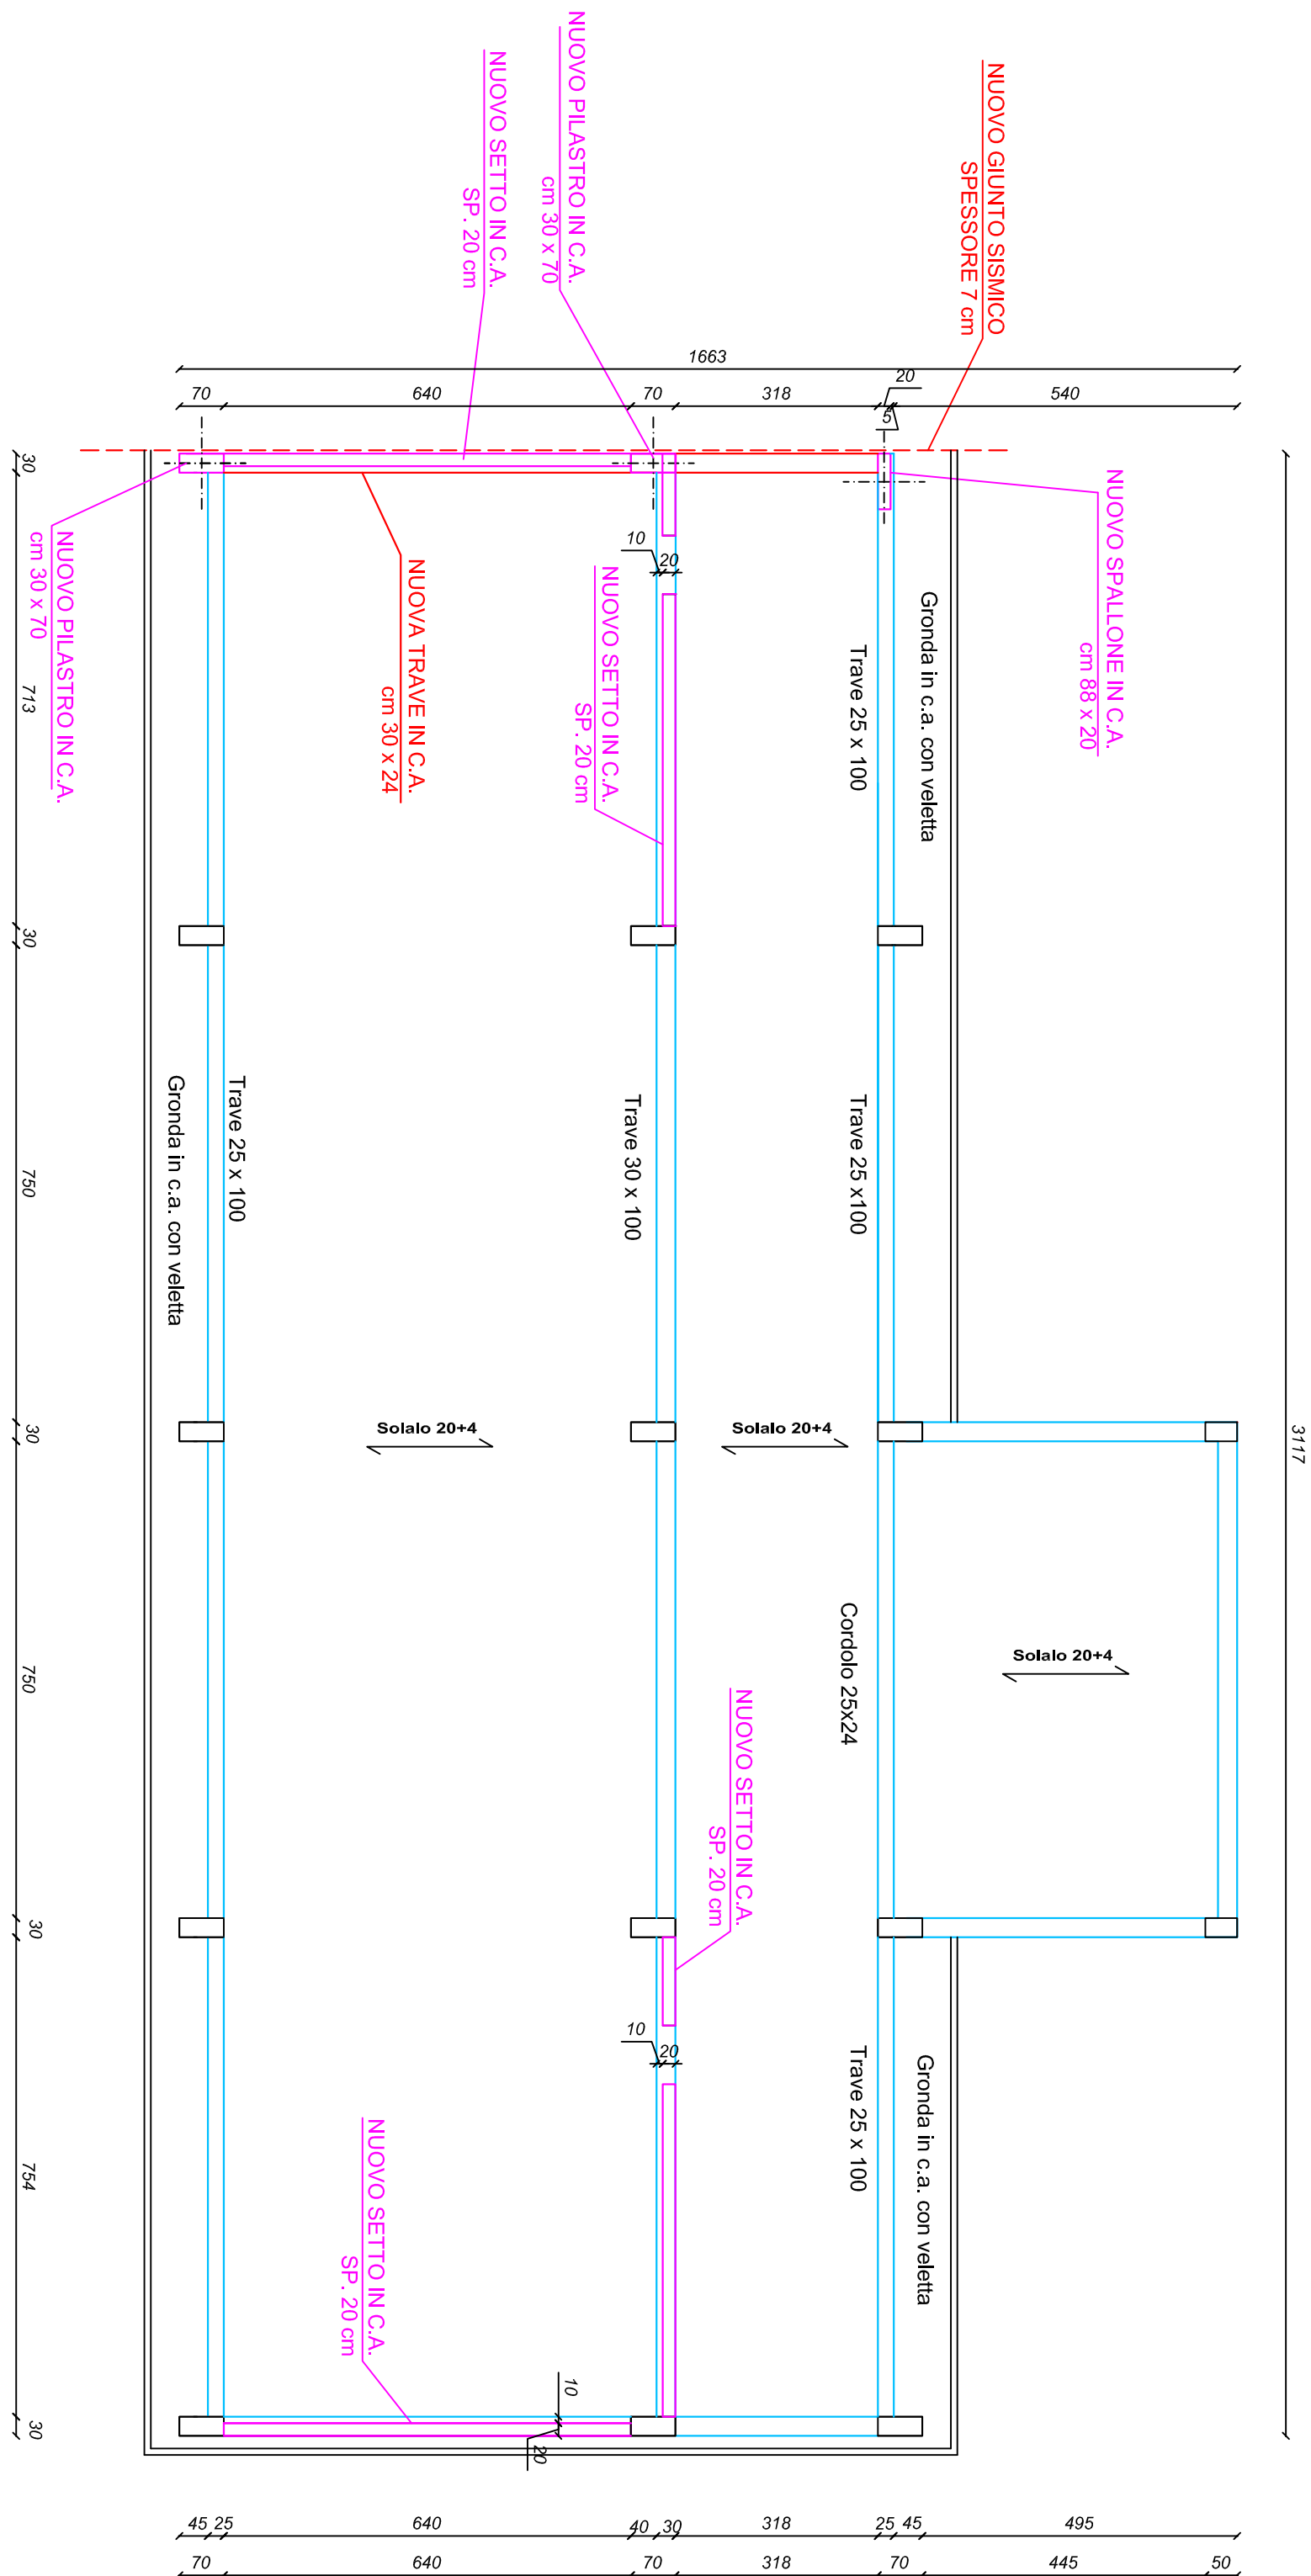 NUOVO GIUNTO SISMICO
SPESSORE 7 cm
NUOVO PILASTRO IN C.A.
cm 30 x 70
NUOVO SETTO IN C.A.
SP. 20 cm
1663
70
640
70
318
20
5
540
NUOVO SPALLONE IN C.A.
cm 88 x 20
NUOVO PILASTRO IN C.A.
cm 30 x 70
NUOVA TRAVE IN C.A.
cm 30 x 24
NUOVO SETTO IN C.A.
SP. 20 cm
10
20
Gronda in c.a. con veletta
Trave 25 x 100
Trave 25 x 100
Trave 30 x 100
Trave 25 x100
Gronda in c.a. con veletta
Solaio 20+4
Solaio 20+4
Solaio 20+4
Cordolo 25x24
NUOVO SETTO IN C.A.
SP. 20 cm
10
20
Trave 25 x 100
Gronda in c.a. con veletta
NUOVO SETTO IN C.A.
SP. 20 cm
10
20
30
713
30
750
30
750
30
754
30
3117
45
25
640
40
30
318
25
45
495
70
640
70
318
70
445
50